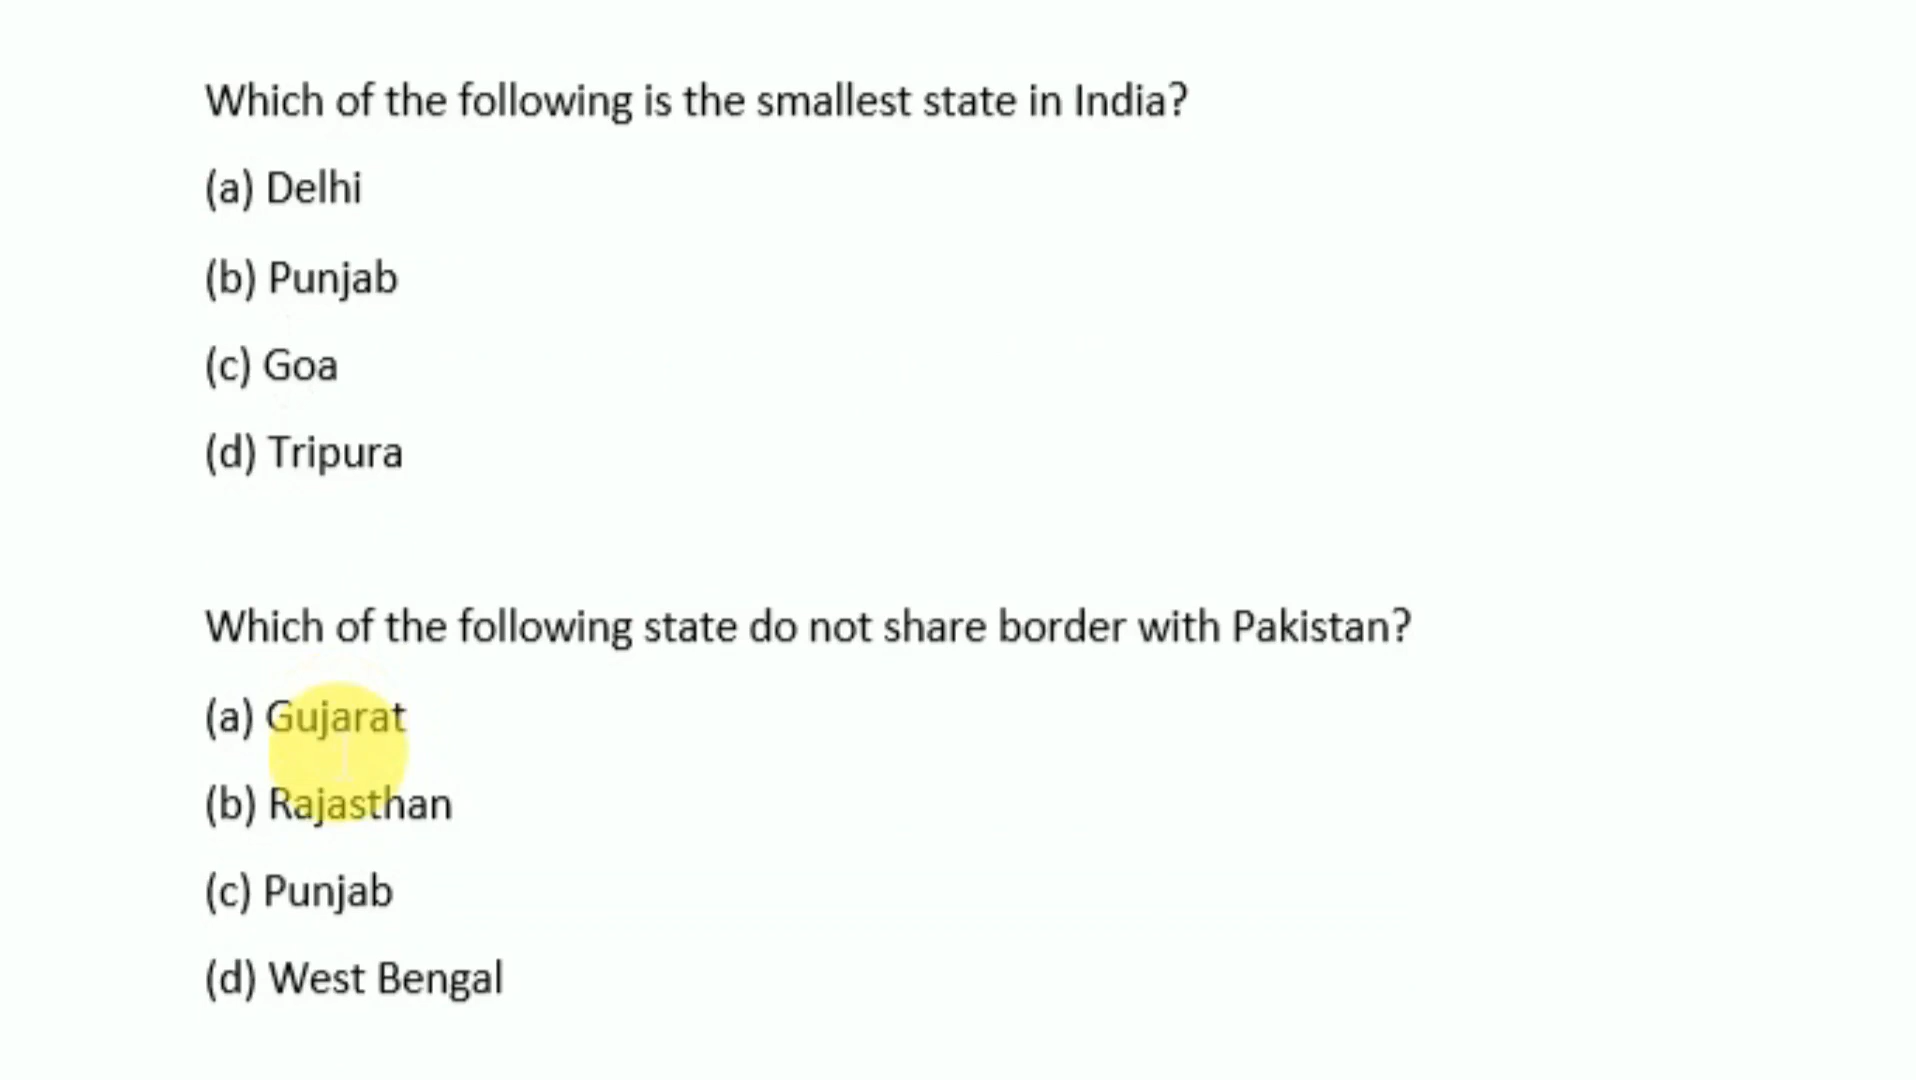 Which of the following is the smallest state in India?
(a) Delhi
(b) Punjab
(c) Goa
(d) Tripura
Which of the following state do not share border with Pakistan?
(a) Gujarat
(b) Rajasthan
(c) Punjab
(d) West Bengal